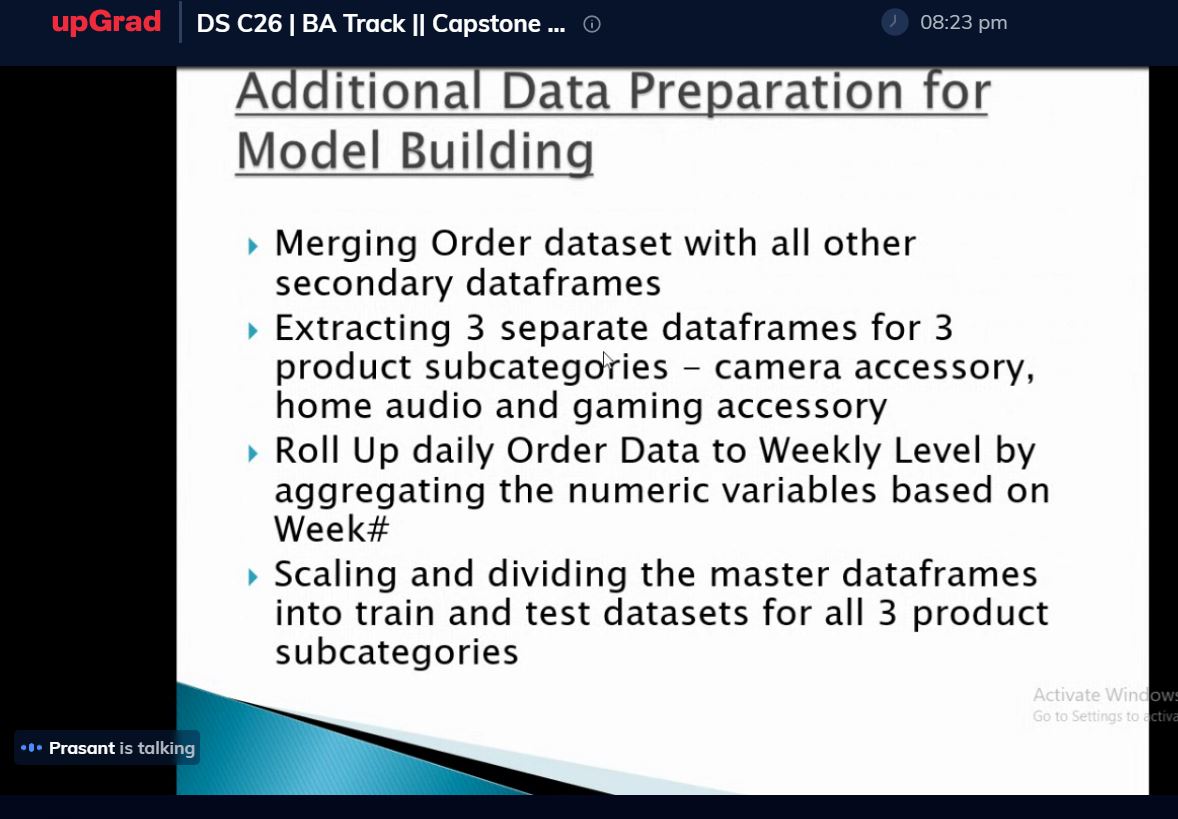 upGrad
DS C26 | BA Track || Capstone ...
08:23 pm
Additional Data Preparation for
Model Building
Merging Order dataset with all other
secondary dataframes
Extracting 3 separate dataframes for 3
product subcategories – camera accessory,
home audio and gaming accessory
Roll Up daily Order Data to Weekly Level by
aggregating the numeric variables based on
Week#
Scaling and dividing the master dataframes
into train and test datasets for all 3 product
subcategories
Activate Windows
Go to Settings to activa
Prasant is talking